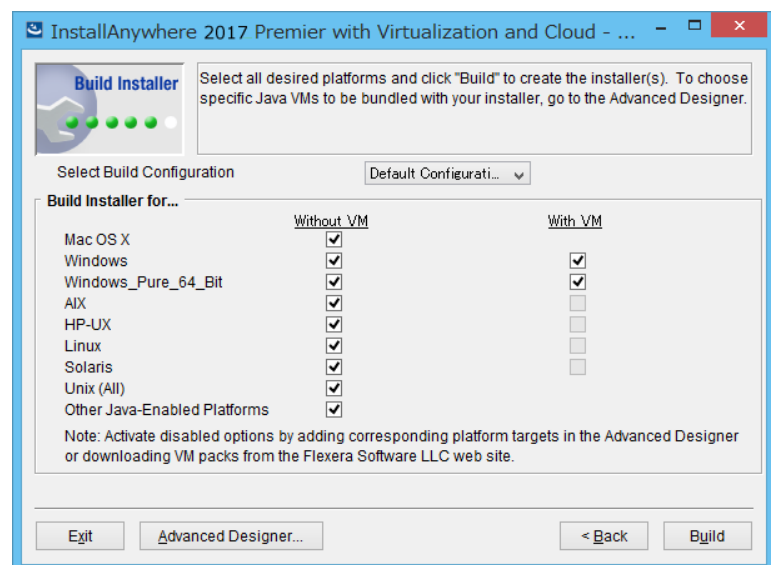 InstallAnywhere 2017 Premier with Virtualization and Cloud - ...
Build Installer
Select all desired platforms and click "Build" to create the installer(s). To choose
specific Java VMs to be bundled with your installer, go to the Advanced Designer.
Select Build Configuration Default Configurati...
Build Installer for...
Without VM With VM
Mac OS X
Windows
Windows_Pure_64_Bit
AIX
HP-UX
Linux
Solaris
Unix (All)
Other Java-Enabled Platforms
Note: Activate disabled options by adding corresponding platform targets in the Advanced Designer
or downloading VM packs from the Flexera Software LLC web site.
Exit Advanced Designer... < Back Build